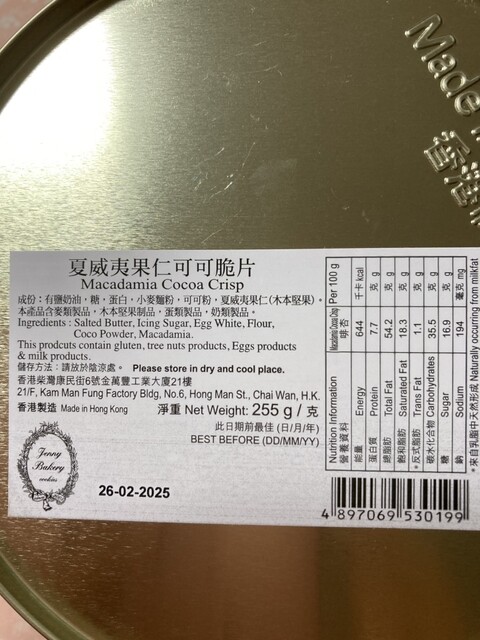 Made
香港
夏威夷果仁可可脆片
Macadamia Cocoa Crisp
成份：有鹽奶油，糖，蛋白，小麥麵粉，可可粉，夏威夷果仁（木本堅果）。
本產品含麥類製品，木本堅果製品，蛋類製品，奶類製品。
Ingredients : Salted Butter, Icing Sugar, Egg White, Flour,
Coco Powder, Macadamia.
This prodcuts contain gluten, tree nuts products, Eggs products
& milk products.
儲存方法：請放於陰涼處。 Please store in dry and cool place.
香港柴灣康民街6號金萬豐工業大廈21樓
21/F, Kam Man Fung Factory Bldg, No.6, Hong Man St., Chai Wan, H.K.
香港製造 Made in Hong Kong 淨重 Net Weight: 255 g / 克
此日期前最佳 (日/月/年)
BEST BEFORE (DD/MM/YY)
Jenny
Bakery
cookies
26-02-2025
Nutrition Information Macadamia Cocoa Crisp Per 100 g
營養資料 啡杏
能量 Energy 644 千卡 kcal
蛋白質 Protein 7.7 克 g
總脂肪 Total Fat 54.2 克 g
飽和脂肪 Saturated Fat 18.3 克 g
*反式脂肪 Trans Fat 1.1 克 g
碳水化合物 Carbohydrates 35.5 克 g
糖 Sugar 16.9 克 g
鈉 Sodium 194 毫克 mg
*來自乳脂中天然形成 Naturally occurring from milkfat
4 897069 530199